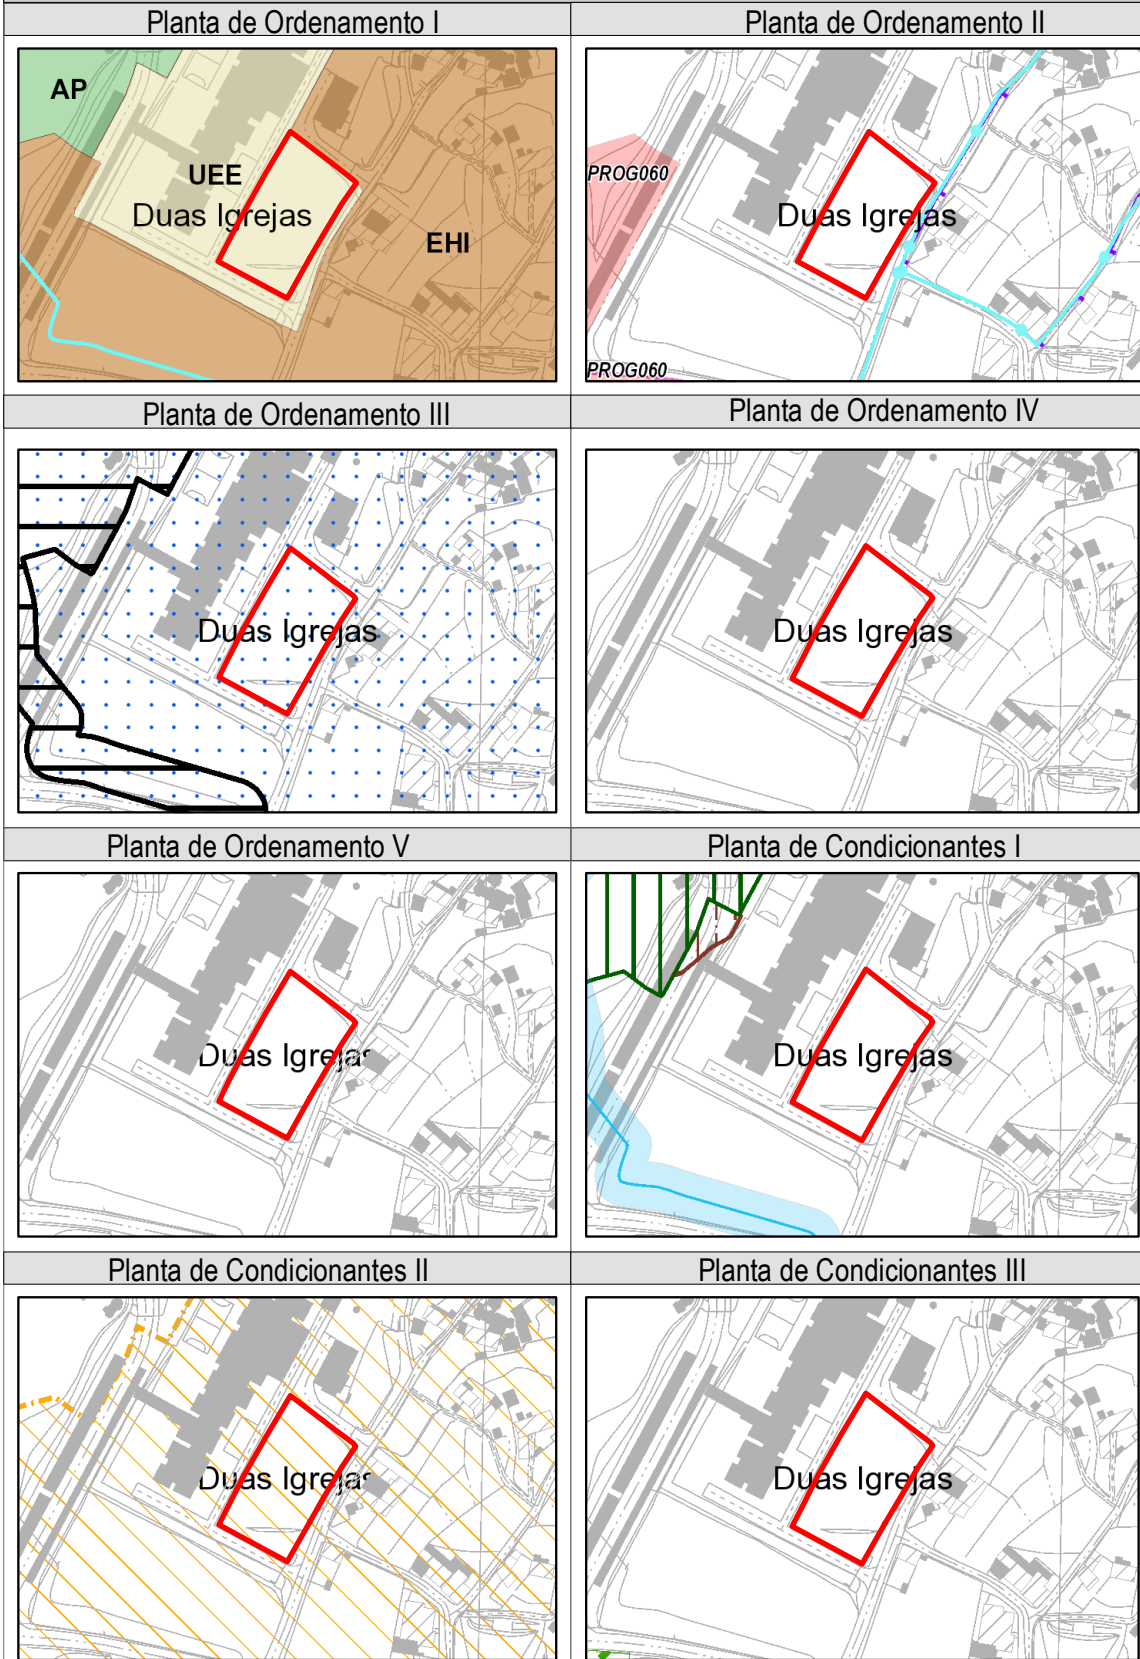 Planta de Ordenamento I
Planta de Ordenamento II
AP
UEE
Duas Igrejas
EHI
PROG060
Duas Igrejas
PROG060
Planta de Ordenamento III
Planta de Ordenamento IV
Duas Igrejas
Duas Igrejas
Planta de Ordenamento V
Planta de Condicionantes I
Duas Igrejas
Duas Igrejas
Planta de Condicionantes II
Planta de Condicionantes III
Duas Igrejas
Duas Igrejas